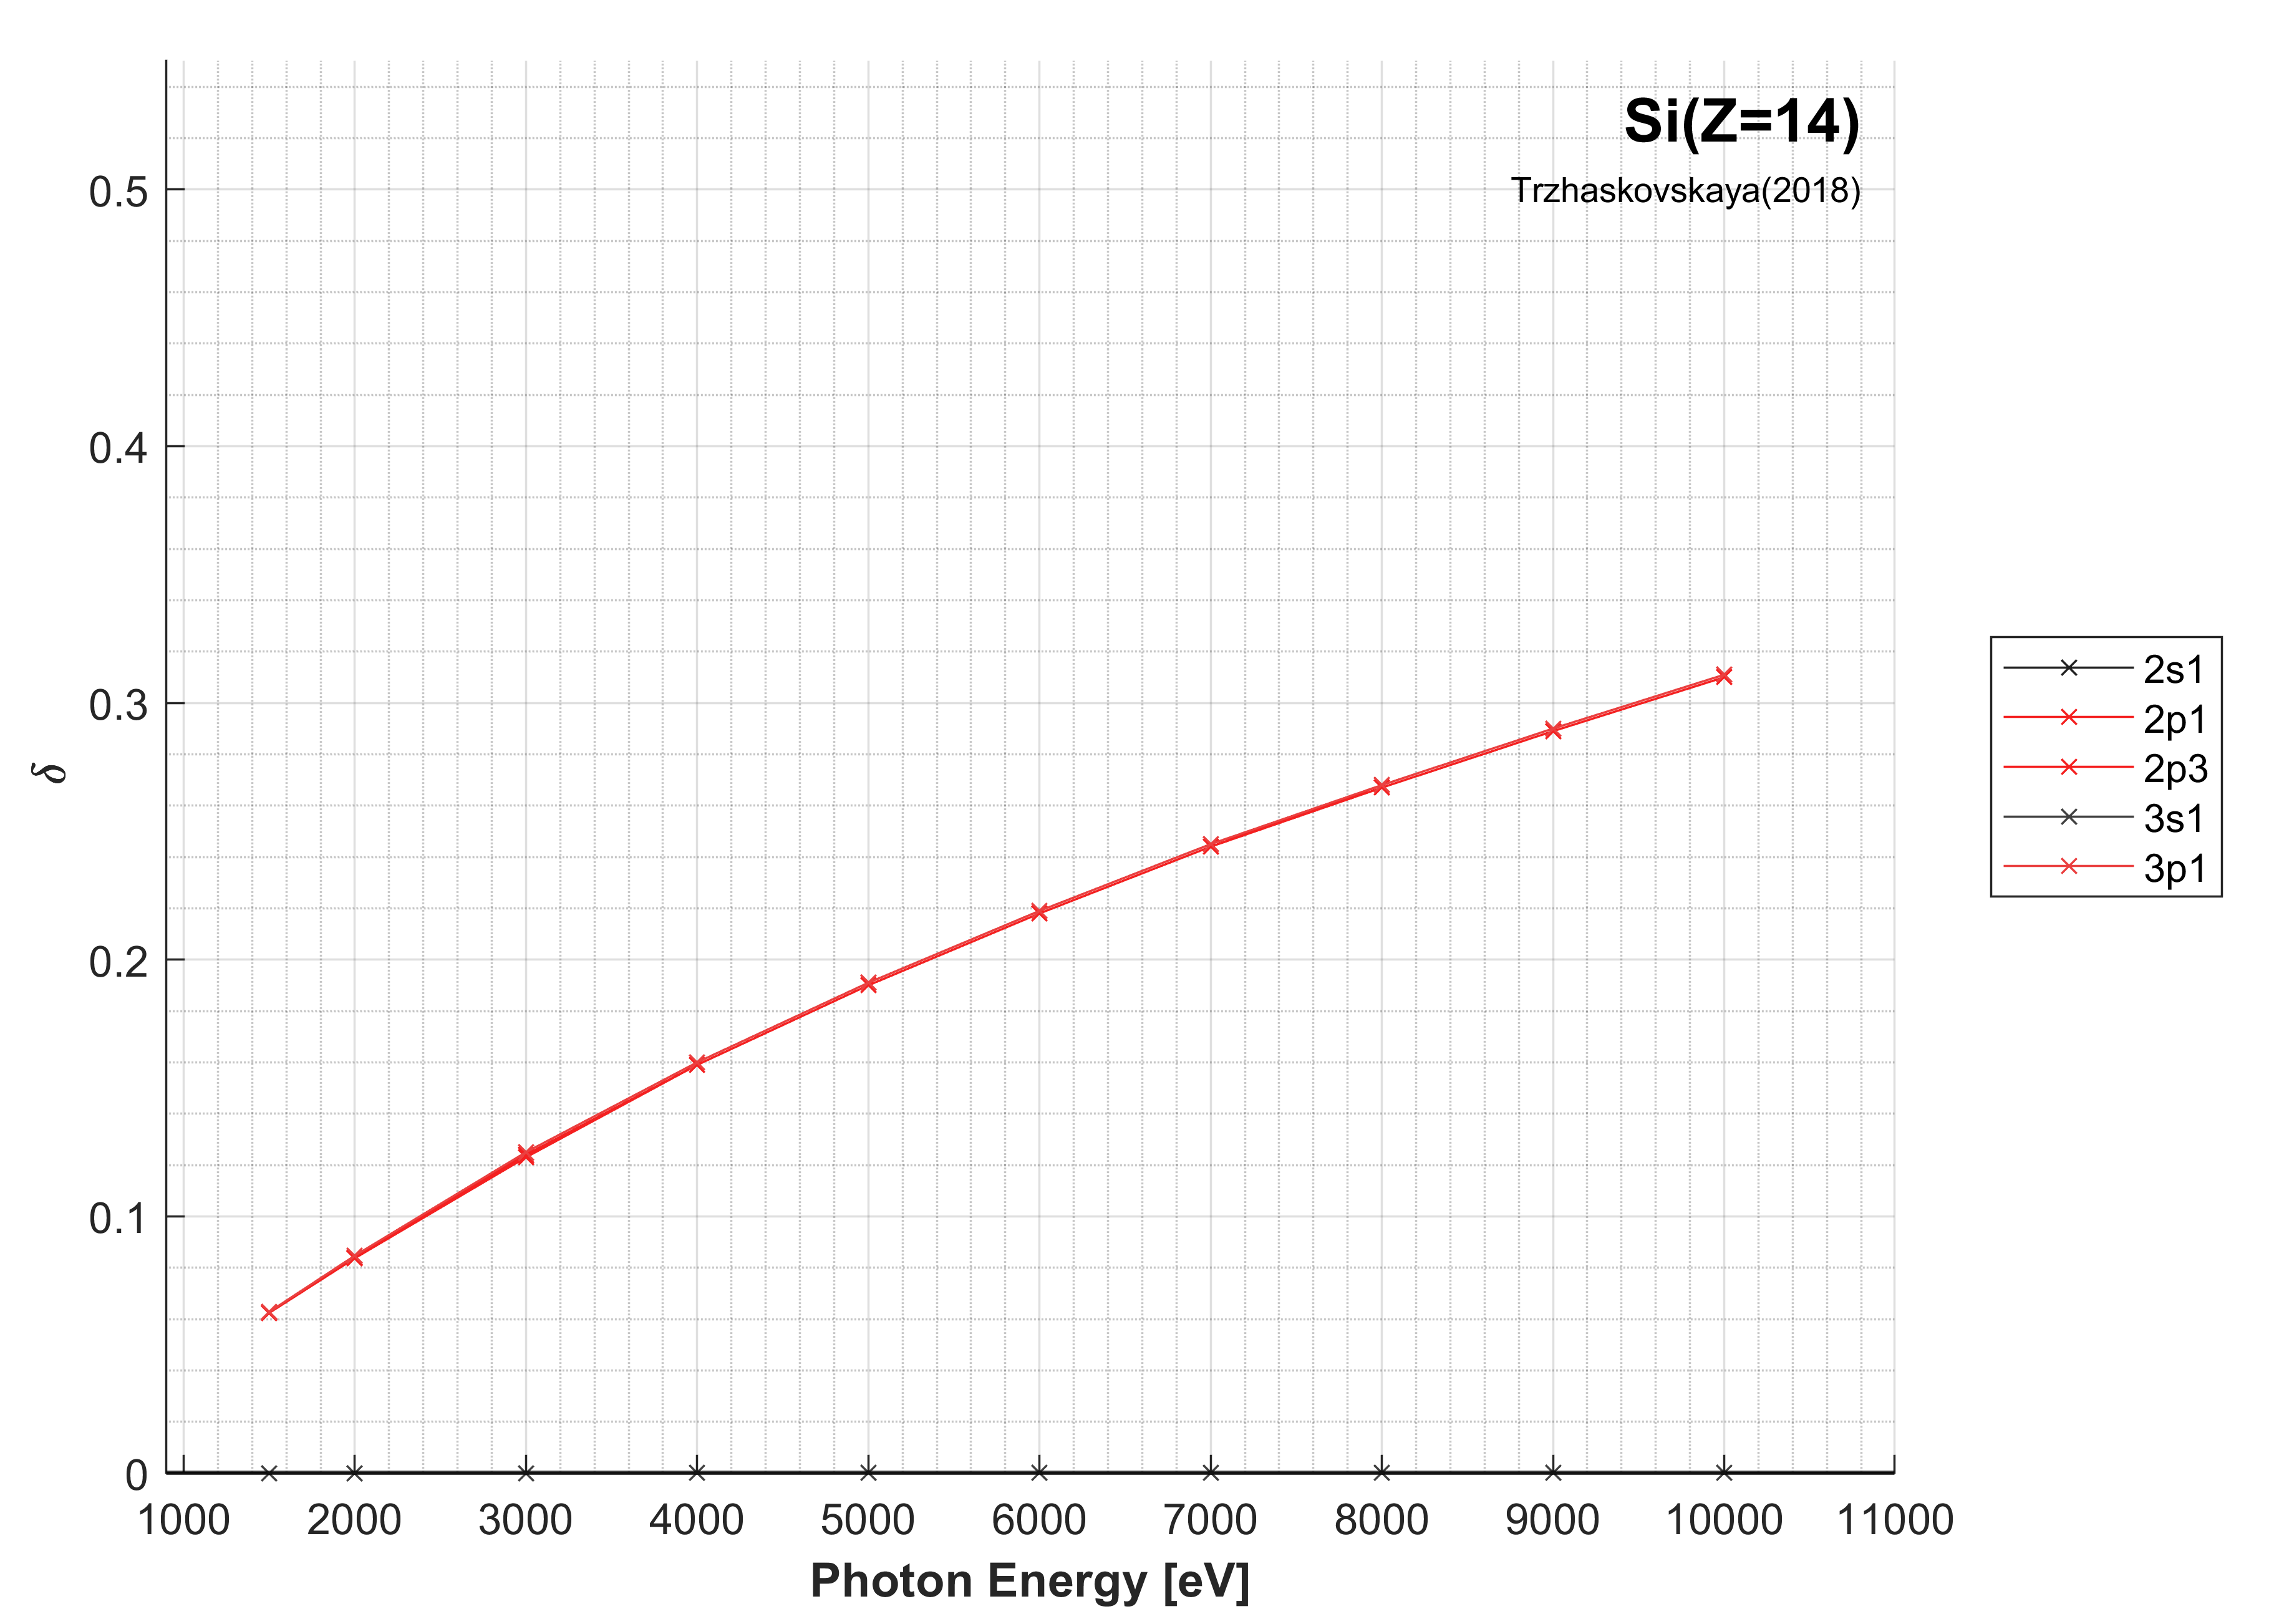 Si(Z=14)
Trzhaskovskaya(2018)
0.5
0.4
0.3
0.2
0.1
0
δ
1000 2000 3000 4000 5000 6000 7000 8000 9000 10000 11000
Photon Energy [eV]
2s1
2p1
2p3
3s1
3p1